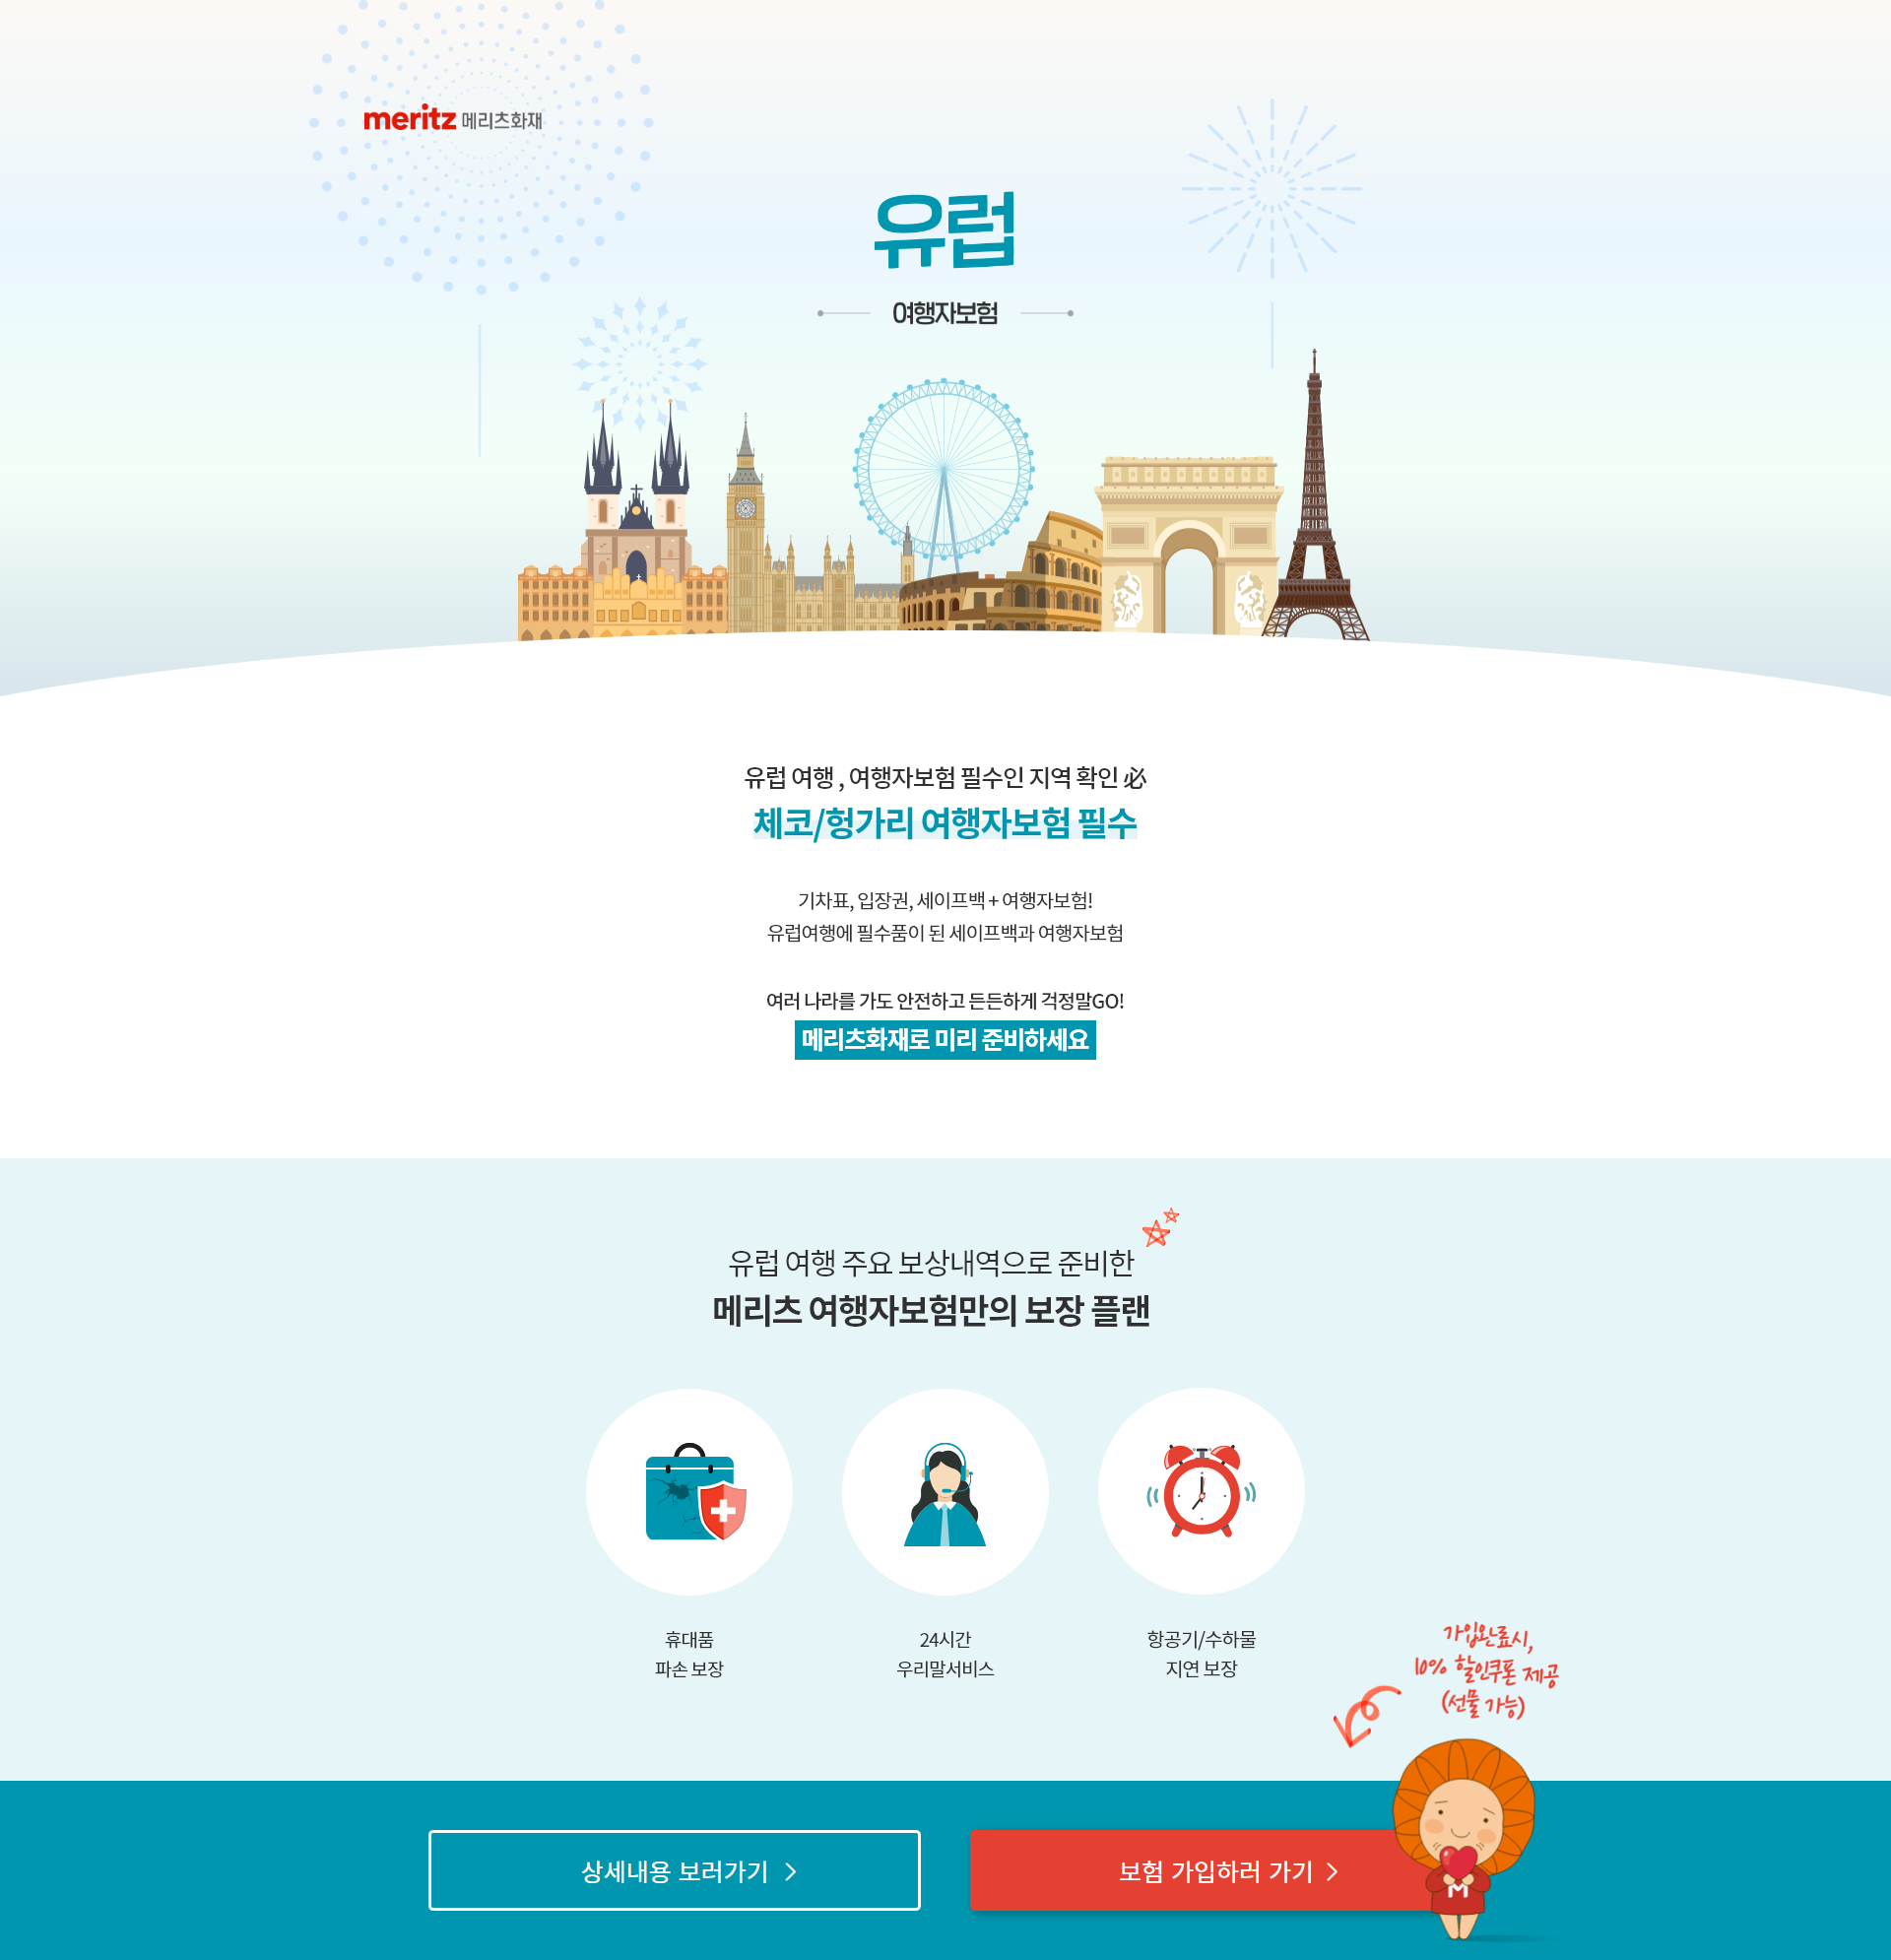 meritz 메리츠화재
유럽
여행자보험
유럽 여행 , 여행자보험 필수인 지역 확인 必
체코/헝가리 여행자보험 필수
기차표, 입장권, 세이프백 + 여행자보험!
유럽여행에 필수품이 된 세이프백과 여행자보험
여러 나라를 가도 안전하고 든든하게 걱정말GO!
메리츠화재로 미리 준비하세요
유럽 여행 주요 보상내역으로 준비한
메리츠 여행자보험만의 보장 플랜
휴대품
파손 보장
24시간
우리말서비스
항공기/수하물
지연 보장
가입완료시,
10% 할인쿠폰 제공
(선물 가능)
상세내용 보러가기
보험 가입하러 가기
M